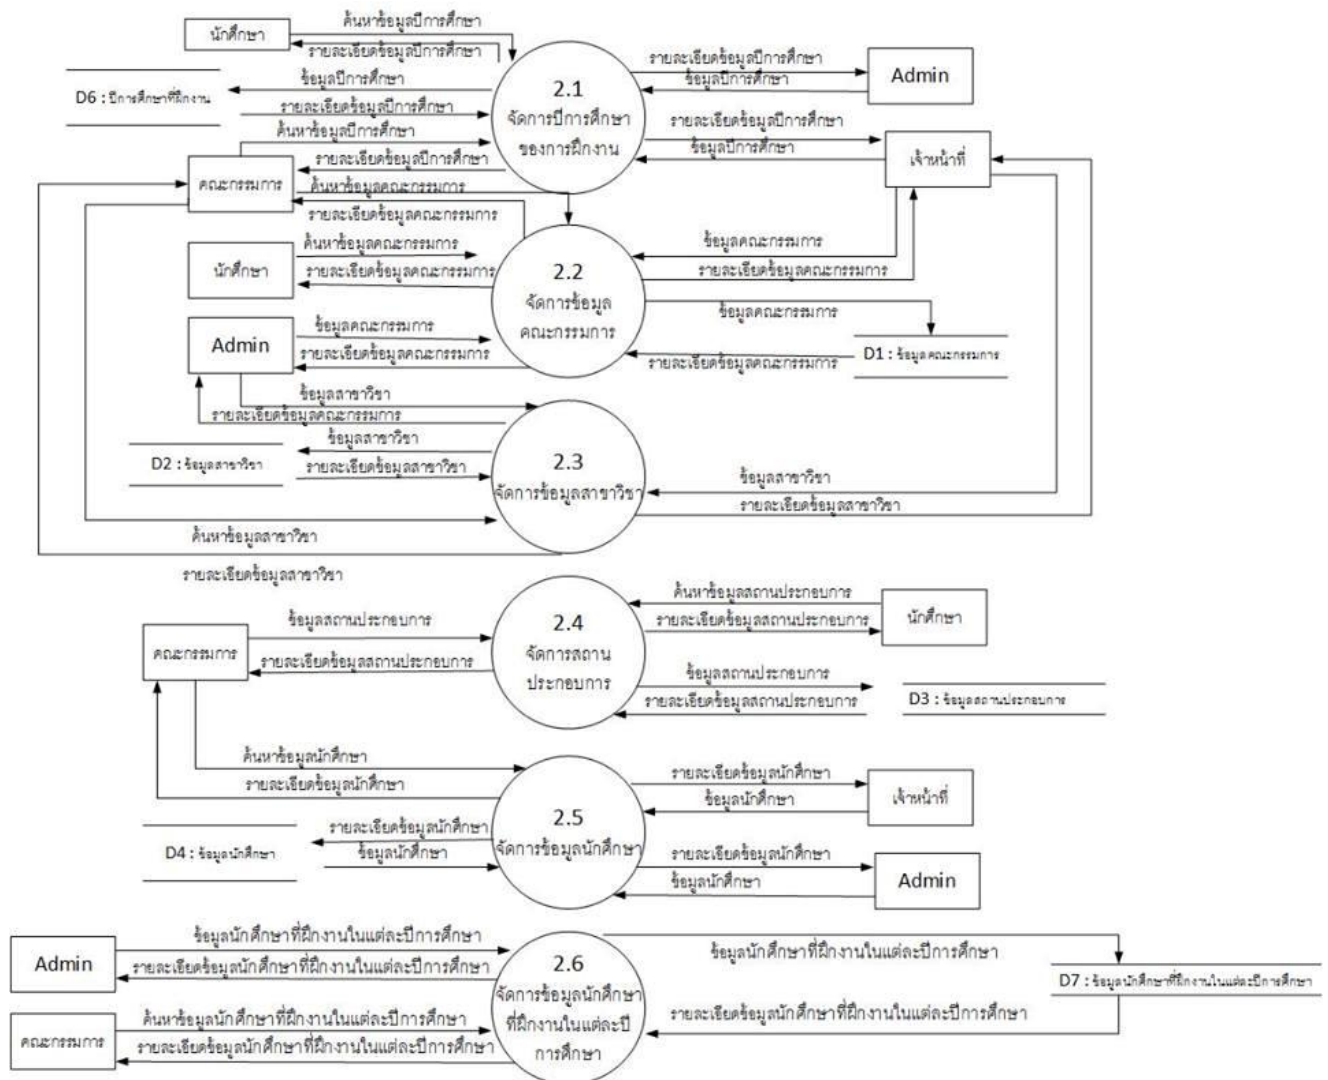 นักศึกษา
ค้นหาข้อมูลปีการศึกษา
รายละเอียดข้อมูลปีการศึกษา
D6 : ปีการศึกษาที่ฝึกงาน
ข้อมูลปีการศึกษา
รายละเอียดข้อมูลปีการศึกษา
2.1
จัดการปีการศึกษา
ของการฝึกงาน
รายละเอียดข้อมูลปีการศึกษา
ข้อมูลปีการศึกษา
Admin
รายละเอียดข้อมูลปีการศึกษา
ข้อมูลปีการศึกษา
เจ้าหน้าที่
ค้นหาข้อมูลปีการศึกษา
รายละเอียดข้อมูลปีการศึกษา
คณะกรรมการ
ค้นหาข้อมูลคณะกรรมการ
รายละเอียดข้อมูลคณะกรรมการ
นักศึกษา
ค้นหาข้อมูลคณะกรรมการ
รายละเอียดข้อมูลคณะกรรมการ
2.2
จัดการข้อมูล
คณะกรรมการ
ข้อมูลคณะกรรมการ
รายละเอียดข้อมูลคณะกรรมการ
ข้อมูลคณะกรรมการ
รายละเอียดข้อมูลคณะกรรมการ
D1 : ข้อมูลคณะกรรมการ
Admin
ข้อมูลคณะกรรมการ
รายละเอียดข้อมูลคณะกรรมการ
ข้อมูลสาขาวิชา
รายละเอียดข้อมูลคณะกรรมการ
D2 : ข้อมูลสาขาวิชา
ข้อมูลสาขาวิชา
รายละเอียดข้อมูลสาขาวิชา
2.3
จัดการข้อมูลสาขาวิชา
ข้อมูลสาขาวิชา
รายละเอียดข้อมูลสาขาวิชา
ค้นหาข้อมูลสาขาวิชา
รายละเอียดข้อมูลสาขาวิชา
คณะกรรมการ
ข้อมูลสถานประกอบการ
รายละเอียดข้อมูลสถานประกอบการ
2.4
จัดการสถาน
ประกอบการ
ค้นหาข้อมูลสถานประกอบการ
รายละเอียดข้อมูลสถานประกอบการ
นักศึกษา
ข้อมูลสถานประกอบการ
รายละเอียดข้อมูลสถานประกอบการ
D3 : ข้อมูลสถานประกอบการ
ค้นหาข้อมูลนักศึกษา
รายละเอียดข้อมูลนักศึกษา
D4 : ข้อมูลนักศึกษา
รายละเอียดข้อมูลนักศึกษา
ข้อมูลนักศึกษา
2.5
จัดการข้อมูลนักศึกษา
รายละเอียดข้อมูลนักศึกษา
ข้อมูลนักศึกษา
เจ้าหน้าที่
รายละเอียดข้อมูลนักศึกษา
ข้อมูลนักศึกษา
Admin
Admin
ข้อมูลนักศึกษาที่ฝึกงานในแต่ละปีการศึกษา
รายละเอียดข้อมูลนักศึกษาที่ฝึกงานในแต่ละปีการศึกษา
คณะกรรมการ
ค้นหาข้อมูลนักศึกษาที่ฝึกงานในแต่ละปีการศึกษา
รายละเอียดข้อมูลนักศึกษาที่ฝึกงานในแต่ละปีการศึกษา
2.6
จัดการข้อมูลนักศึกษา
ที่ฝึกงานในแต่ละปี
การศึกษา
ข้อมูลนักศึกษาที่ฝึกงานในแต่ละปีการศึกษา
D7 : ข้อมูลนักศึกษาที่ฝึกงานในแต่ละปีการศึกษา
รายละเอียดข้อมูลนักศึกษาที่ฝึกงานในแต่ละปีการศึกษา